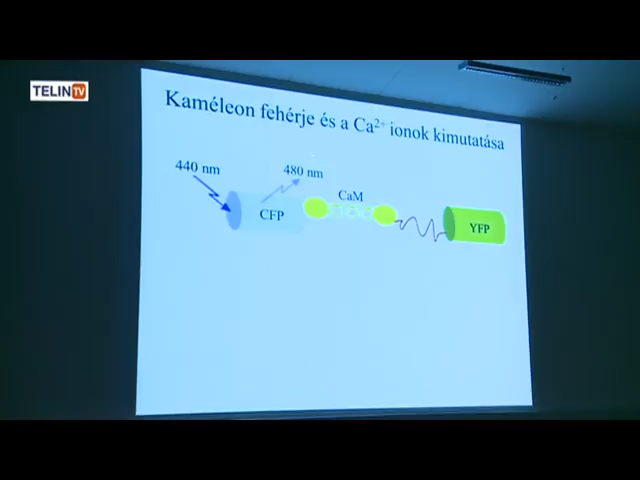 TELIN TV
Kaméleon fehérje és a Ca²⁺ ionok kimutatása
440 nm
480 nm
CaM
CFP
YFP